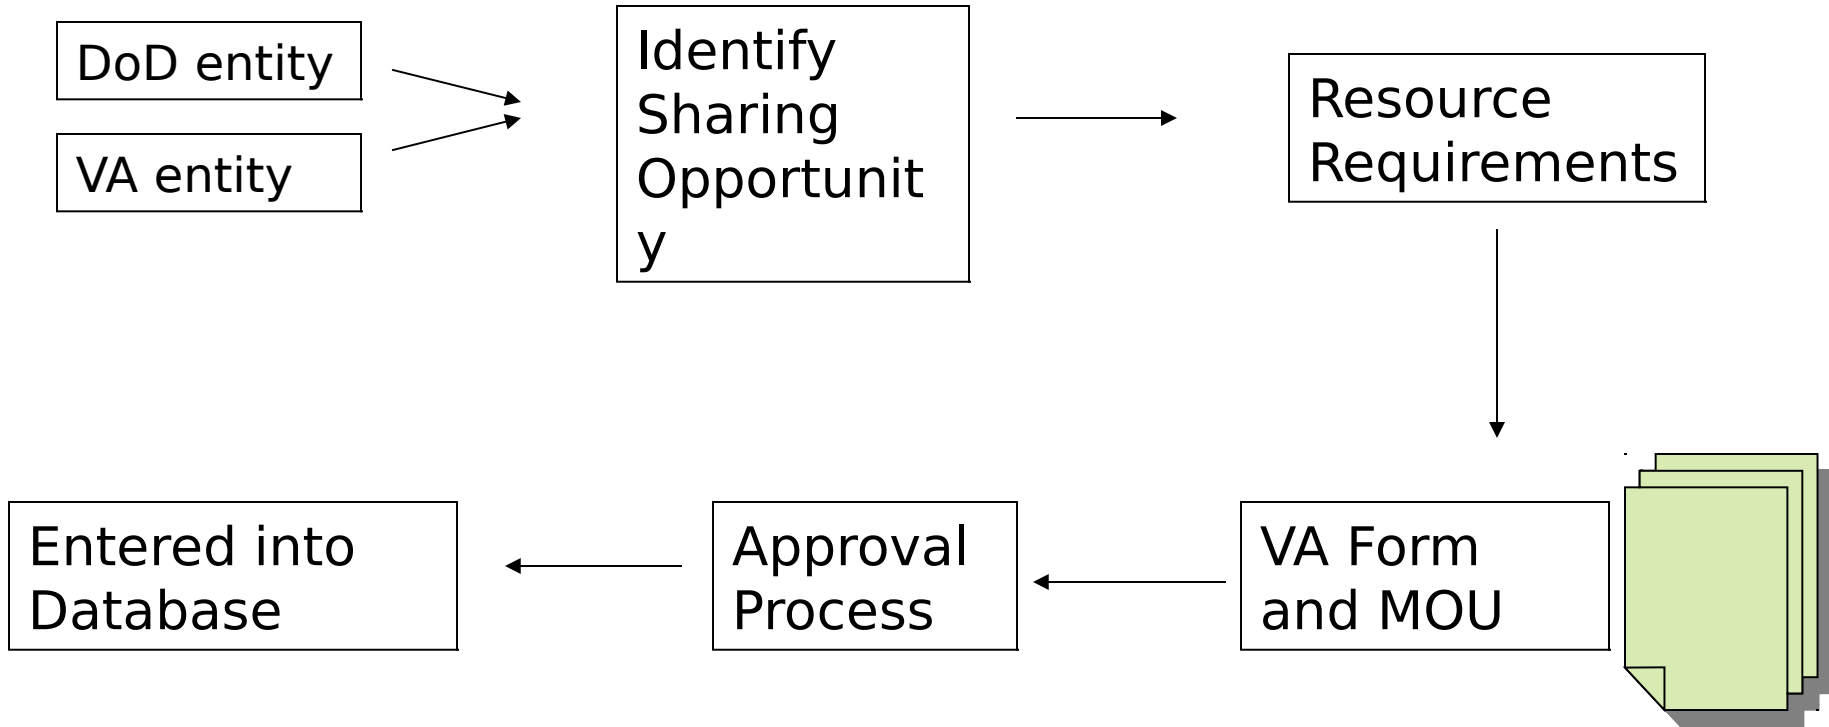 DoD entity
VA entity
Identify
Sharing
Opportunit
y
Resource
Requirements
VA Form
and MOU
Approval
Process
Entered into
Database